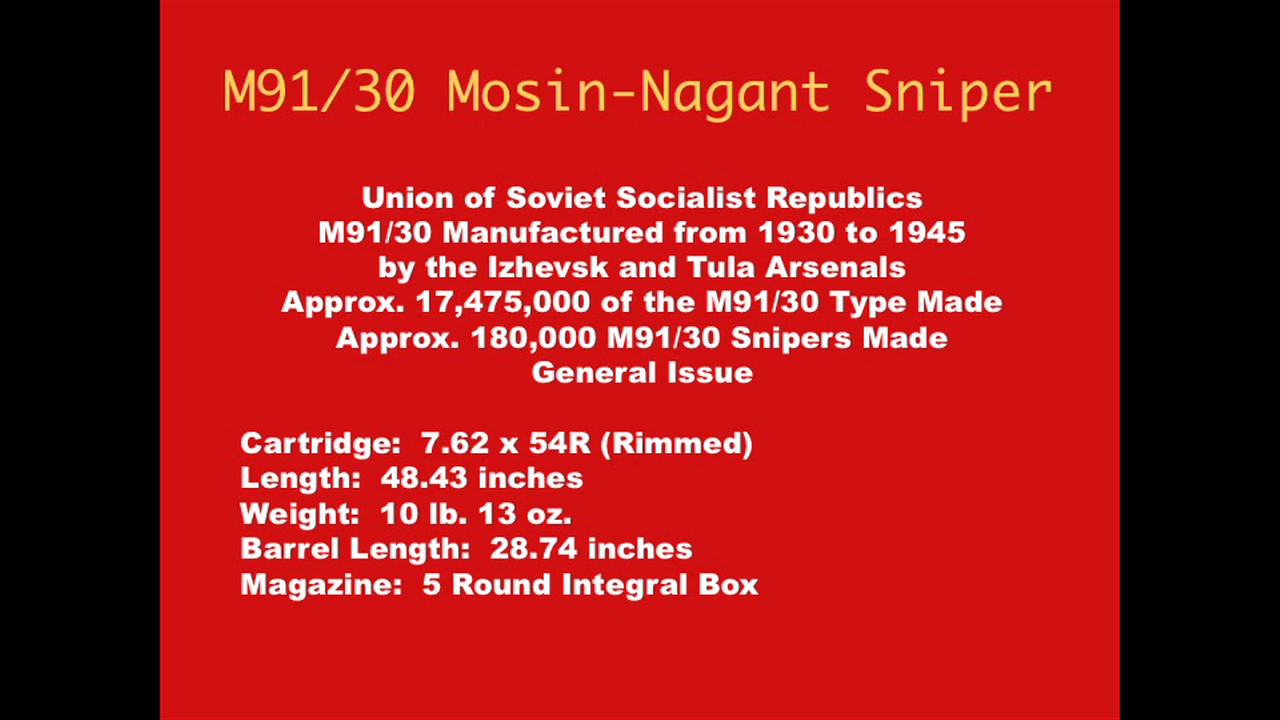 M91/30 Mosin-Nagant Sniper
Union of Soviet Socialist Republics
M91/30 Manufactured from 1930 to 1945
by the Izhevsk and Tula Arsenals
Approx. 17,475,000 of the M91/30 Type Made
Approx. 180,000 M91/30 Snipers Made
General Issue
Cartridge:  7.62 x 54R (Rimmed)
Length:  48.43 inches
Weight:  10 lb. 13 oz.
Barrel Length:  28.74 inches
Magazine:  5 Round Integral Box